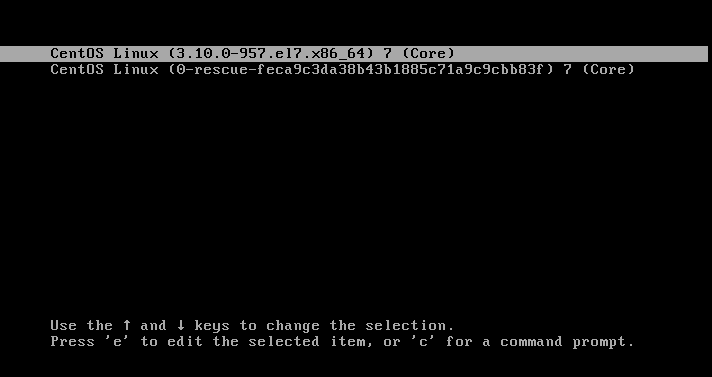 CentOS Linux (3.10.0-957.el7.x86_64) 7 (Core)
CentOS Linux (0-rescue-feca9c3da38b43b1885c71a9c9cbb83f) 7 (Core)
Use the ↑ and ↓ keys to change the selection.
Press 'e' to edit the selected item, or 'c' for a command prompt.